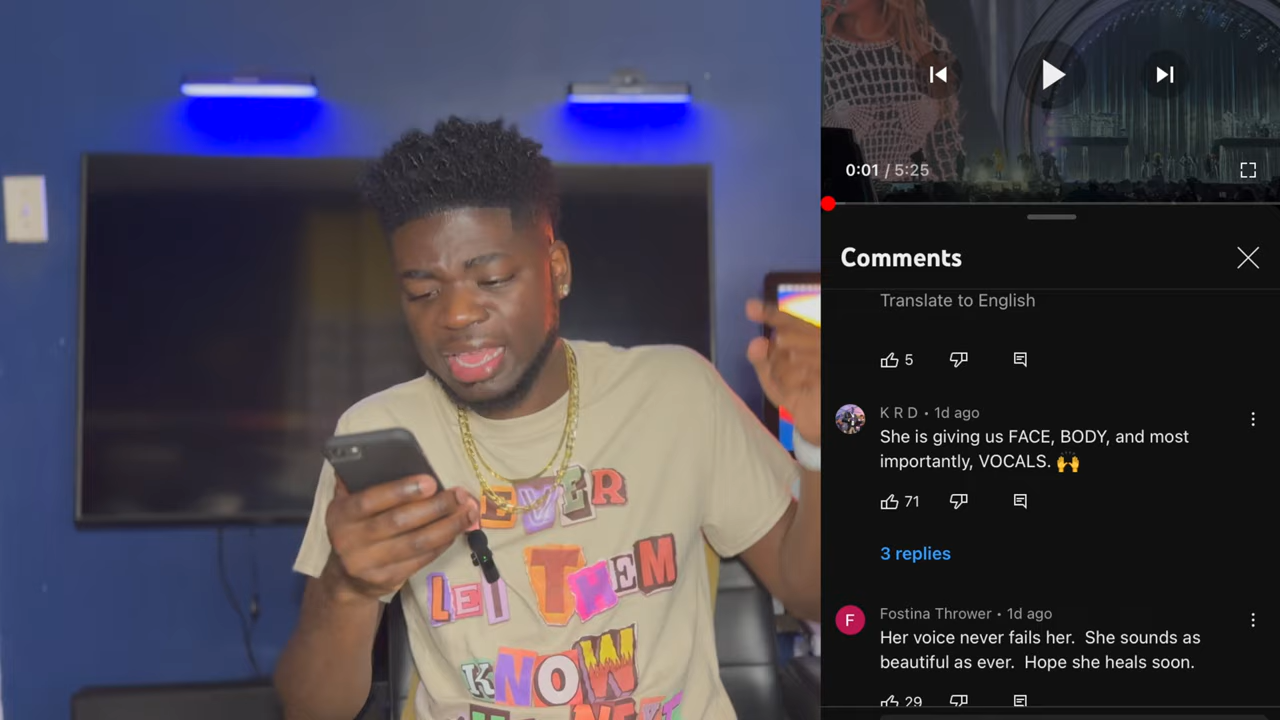 EVER
LET THEM
KNOW
NEXT
0:01 / 5:25
Comments
Translate to English
5
K R D • 1d ago
She is giving us FACE, BODY, and most
importantly, VOCALS. 🙌
71
3 replies
F
Fostina Thrower • 1d ago
Her voice never fails her. She sounds as
beautiful as ever. Hope she heals soon.
29